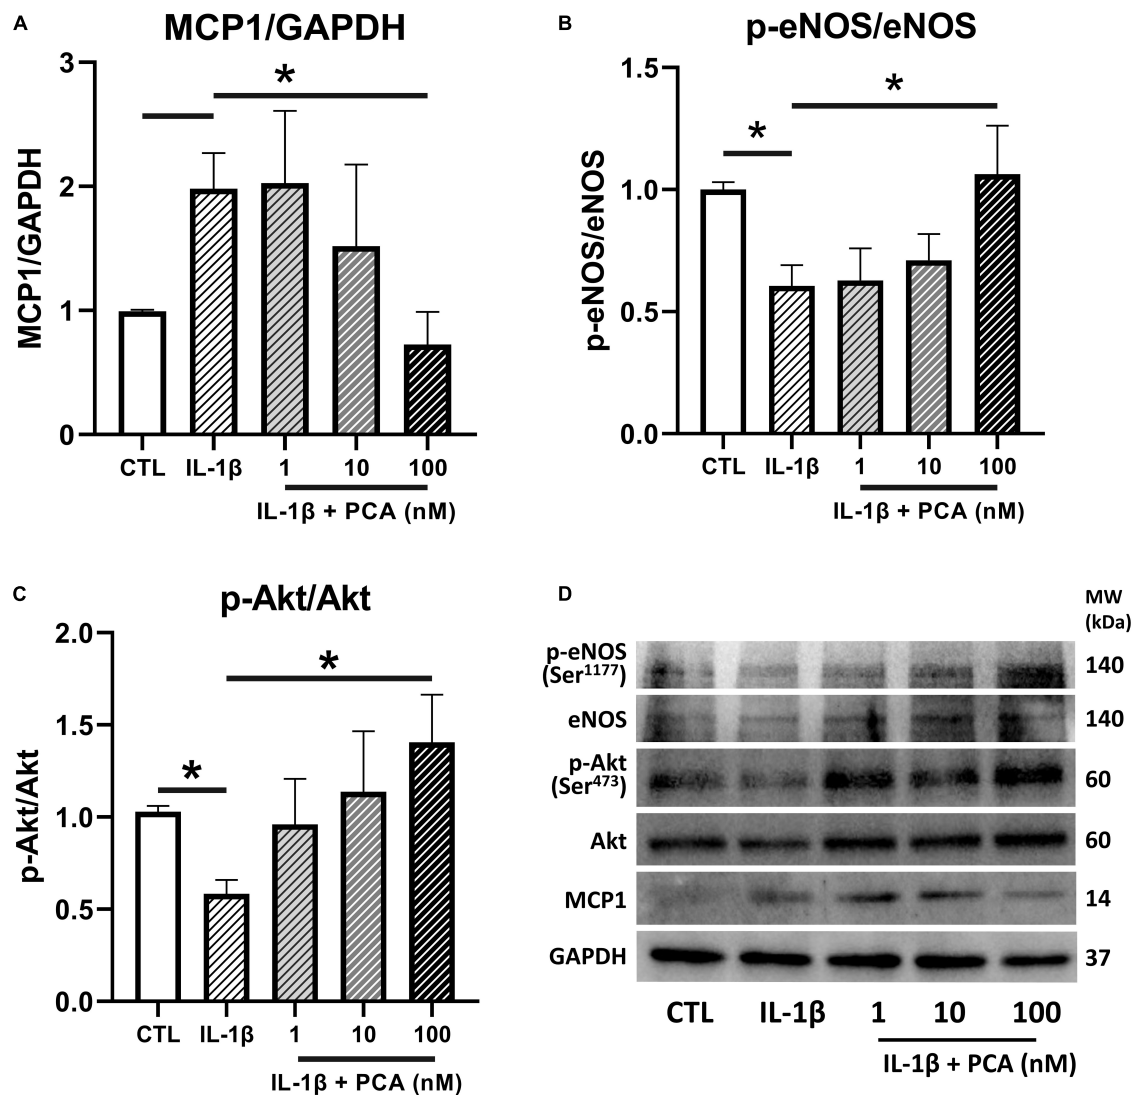 A
MCP1/GAPDH
MCP1/GAPDH
3
2
1
0
*
CTL IL-1β 1 10 100
IL-1β + PCA (nM)
B
p-eNOS/eNOS
p-eNOS/eNOS
1.5
1.0
0.5
0.0
*
*
CTL IL-1β 1 10 100
IL-1β + PCA (nM)
C
p-Akt/Akt
p-Akt/Akt
2.0
1.5
1.0
0.5
0.0
*
*
CTL IL-1β 1 10 100
IL-1β + PCA (nM)
D
MW
(kDa)
p-eNOS
(Ser¹¹⁷⁷) 140
eNOS 140
p-Akt
(Ser⁴⁷³) 60
Akt 60
MCP1 14
GAPDH 37
CTL IL-1β 1 10 100
IL-1β + PCA (nM)